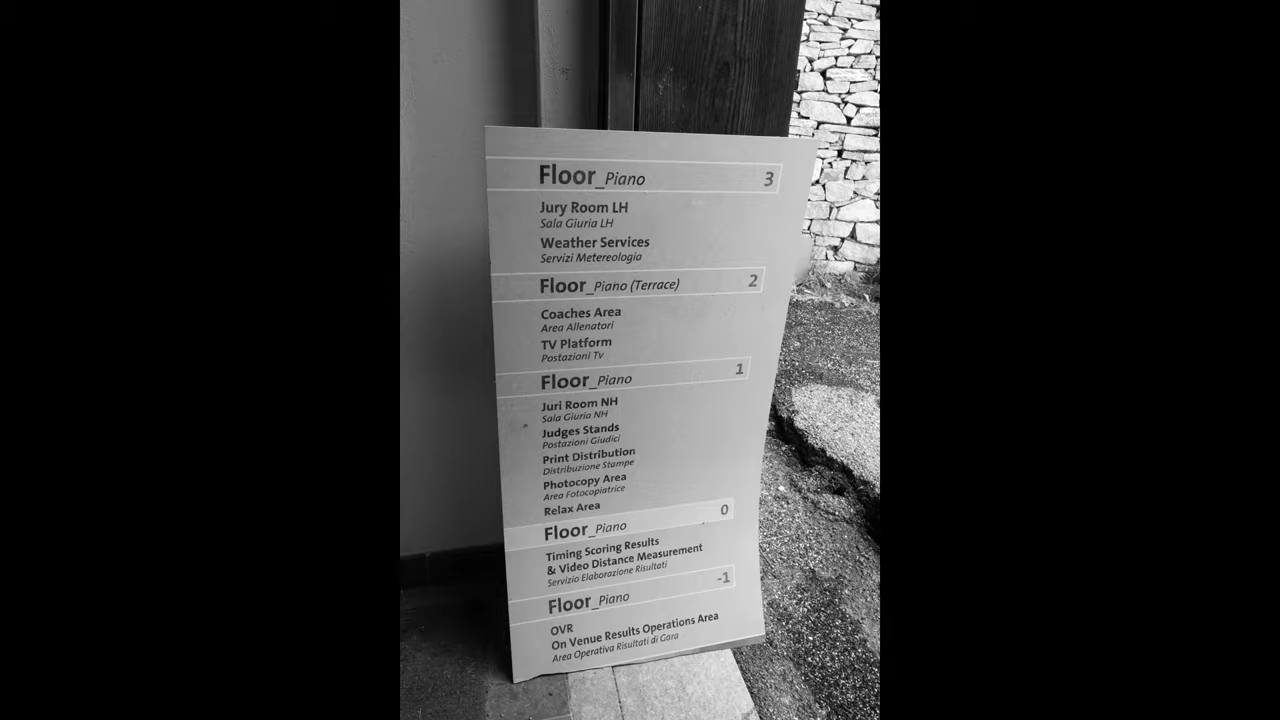 Floor_Piano 3
Jury Room LH
Sala Giuria LH
Weather Services
Servizi Metereologia
Floor_Piano (Terrace) 2
Coaches Area
Area Allenatori
TV Platform
Postazioni Tv
Floor_Piano 1
Juri Room NH
Sala Giuria NH
Judges Stands
Postazioni Giudici
Print Distribution
Distribuzione Stampe
Photocopy Area
Area Fotocopiatrice
Relax Area
Floor_Piano 0
Timing Scoring Results
& Video Distance Measurement
Servizio Elaborazione Risultati
Floor_Piano -1
OVR
On Venue Results Operations Area
Area Operativa Risultati di Gara